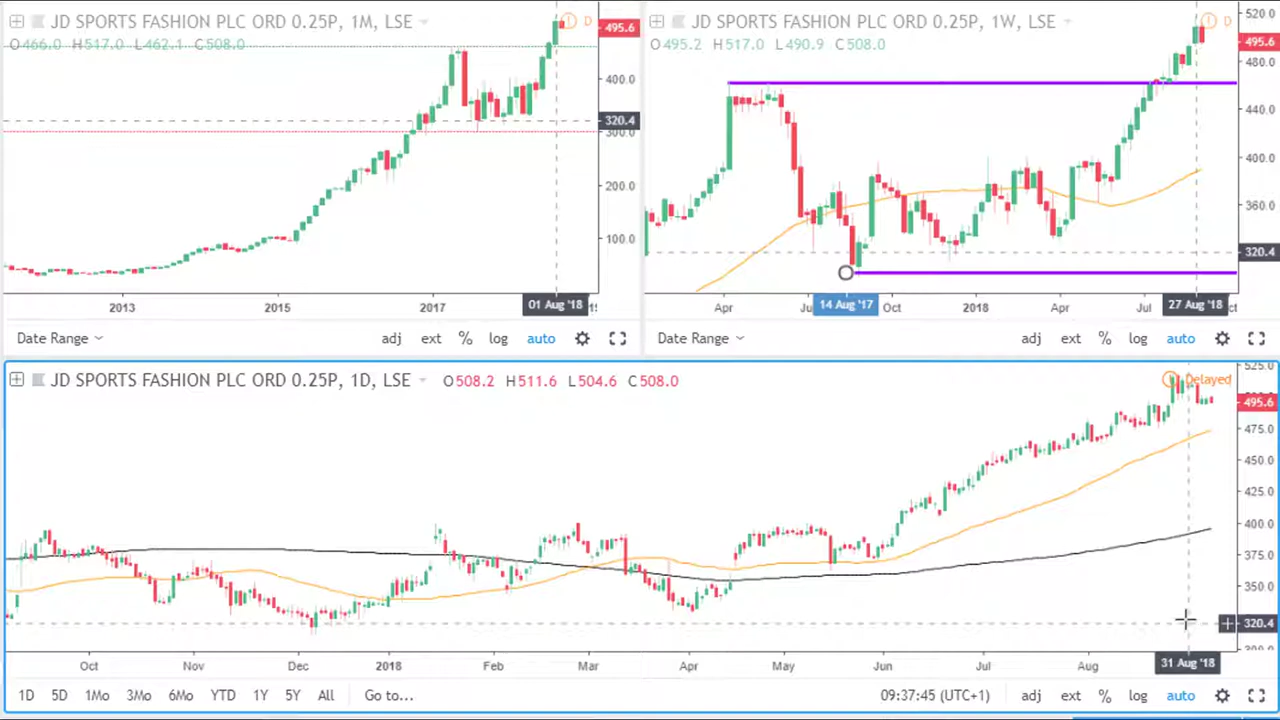 JD SPORTS FASHION PLC ORD 0.25P, 1M, LSE
D
O466.0 H517.0 L462.1 C508.0
495.6
400.0
320.4
300.0
200.0
100.0
2013 2015 2017 01 Aug '18
Date Range adj ext % log auto
JD SPORTS FASHION PLC ORD 0.25P, 1W, LSE
D
O495.2 H517.0 L490.9 C508.0
520.0
495.6
480.0
440.0
400.0
360.0
320.4
Apr 14 Aug '17 Oct 2018 Apr Jul 27 Aug '18
Date Range adj ext % log auto
JD SPORTS FASHION PLC ORD 0.25P, 1D, LSE O508.2 H511.6 L504.6 C508.0
Delayed
525.0
495.6
475.0
450.0
425.0
400.0
375.0
350.0
320.4
300.0
Oct Nov Dec 2018 Feb Mar Apr May Jun Jul Aug 31 Aug '18
1D 5D 1Mo 3Mo 6Mo YTD 1Y 5Y All Go to... 09:37:45 (UTC+1) adj ext % log auto